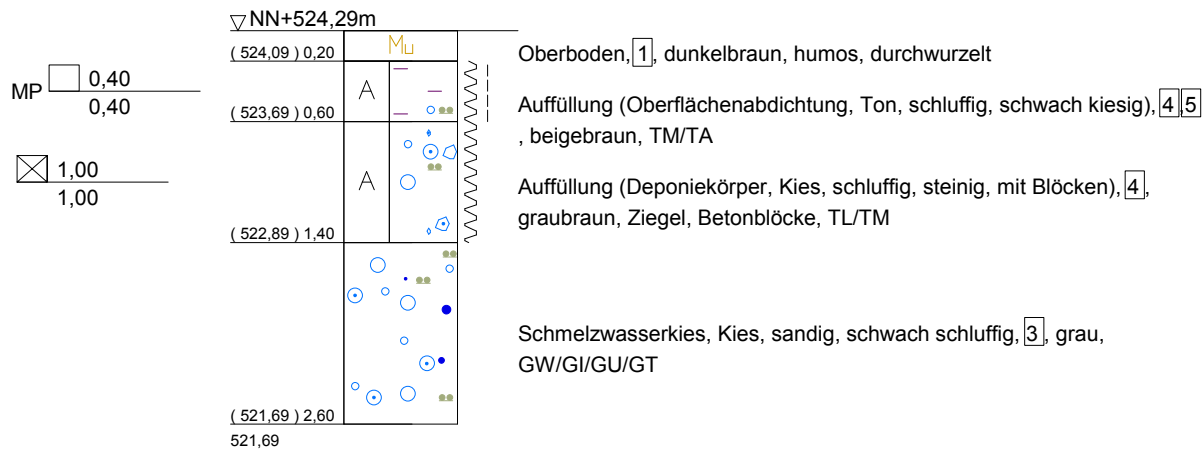 ▽ NN+524,29m
Mu
( 524,09 ) 0,20
Oberboden, 1, dunkelbraun, humos, durchwurzelt
MP 0,40
0,40
A
( 523,69 ) 0,60
Auffüllung (Oberflächenabdichtung, Ton, schluffig, schwach kiesig), 4 5
, beigebraun, TM/TA
1,00
1,00
A
Auffüllung (Deponiekörper, Kies, schluffig, steinig, mit Blöcken), 4,
graubraun, Ziegel, Betonblöcke, TL/TM
( 522,89 ) 1,40
Schmelzwasserkies, Kies, sandig, schwach schluffig, 3, grau,
GW/GI/GU/GT
( 521,69 ) 2,60
521,69